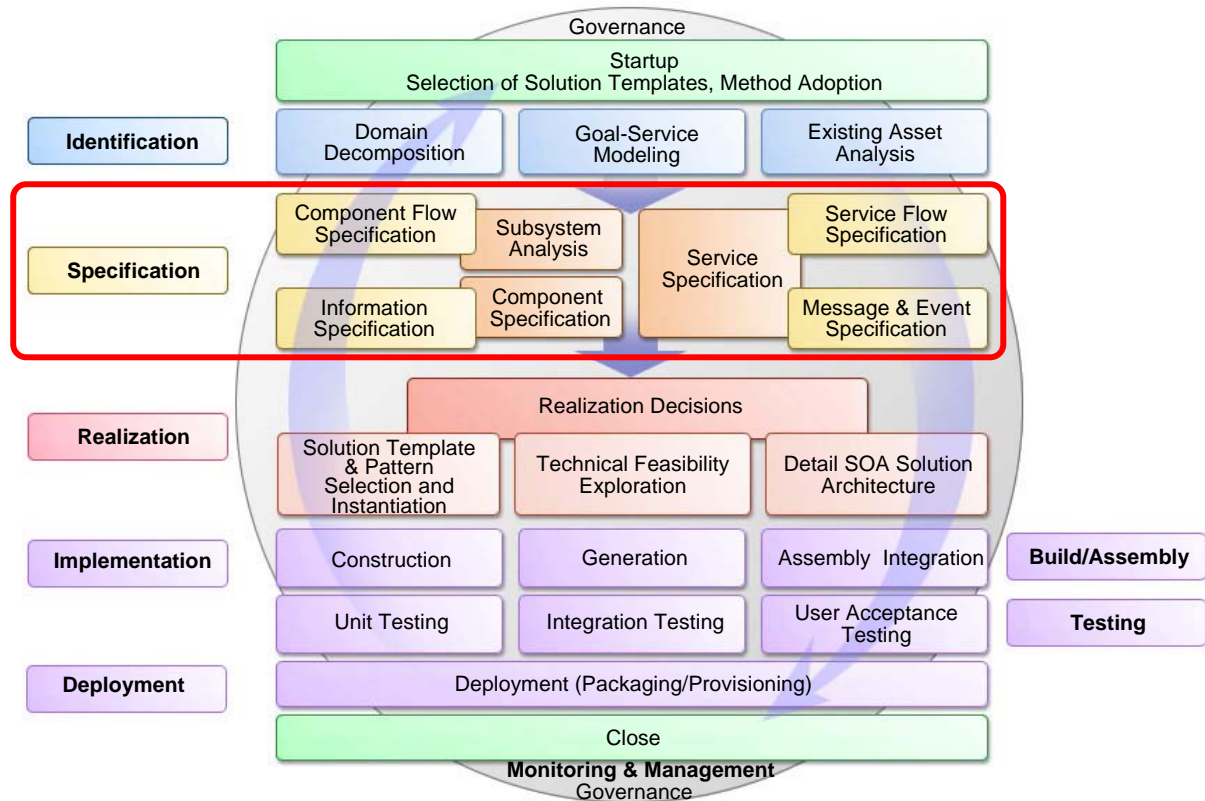 Governance
Startup
Selection of Solution Templates, Method Adoption
Identification
Domain
Decomposition
Goal-Service
Modeling
Existing Asset
Analysis
Specification
Component Flow
Specification
Subsystem
Analysis
Service
Specification
Service Flow
Specification
Information
Specification
Component
Specification
Message & Event
Specification
Realization
Realization Decisions
Solution Template
& Pattern
Selection and
Instantiation
Technical Feasibility
Exploration
Detail SOA Solution
Architecture
Implementation
Construction
Generation
Assembly Integration
Build/Assembly
Unit Testing
Integration Testing
User Acceptance
Testing
Testing
Deployment
Deployment (Packaging/Provisioning)
Close
Monitoring & Management
Governance